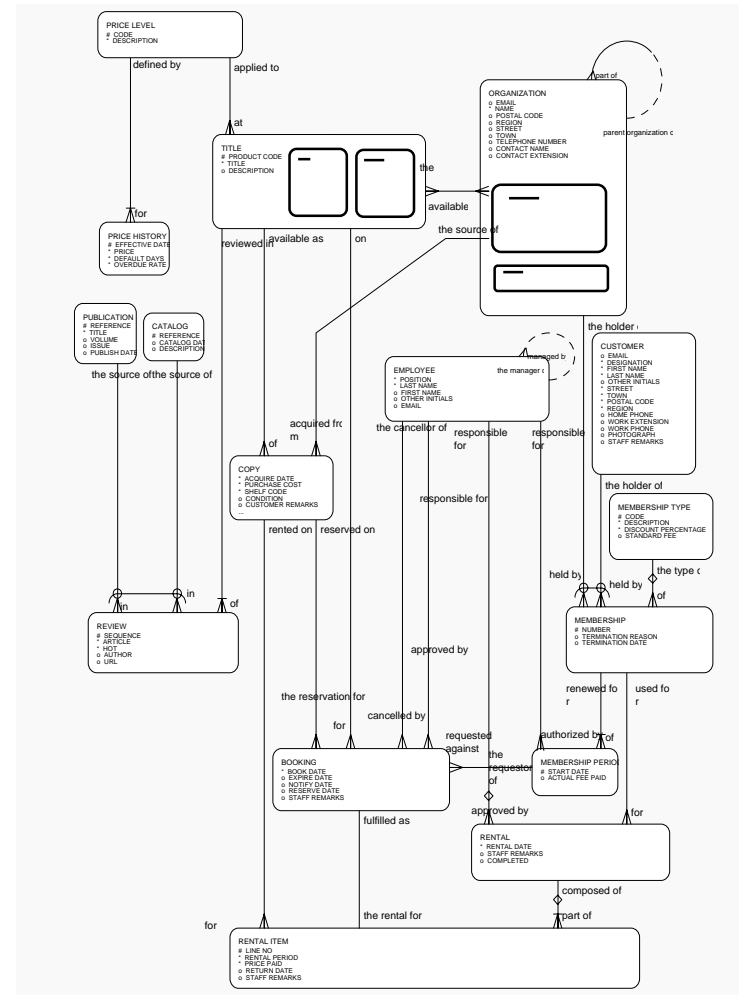 PRICE LEVEL
# CODE
* DESCRIPTION
defined by
applied to
part of
parent organization o
ORGANIZATION
o EMAIL
* NAME
o POSTAL CODE
o REGION
o STREET
o TOWN
o TELEPHONE NUMBER
o CONTACT NAME
o CONTACT EXTENSION
at
TITLE
# PRODUCT CODE
* TITLE
o DESCRIPTION
the
available
the source of
for
reviewed in
available as
on
PRICE HISTORY
# EFFECTIVE DATE
* PRICE
* DEFAULT DAYS
* OVERDUE RATE
PUBLICATION
# REFERENCE
* TITLE
o VOLUME
o ISSUE
o PUBLISH DATE
CATALOG
# REFERENCE
o CATALOG DAT
o DESCRIPTION
the source of
the source of
the holder
managed b
the manager
EMPLOYEE
* POSITION
* LAST NAME
o FIRST NAME
o OTHER INITIALS
o EMAIL
CUSTOMER
o EMAIL
* DESIGNATION
* FIRST NAME
* LAST NAME
o OTHER INITIALS
* STREET
* TOWN
* POSTAL CODE
* REGION
o HOME PHONE
o WORK EXTENSION
o WORK PHONE
o PHOTOGRAPH
o STAFF REMARKS
acquired fro
m
the cancellor of
responsible
for
responsible
for
of
COPY
* ACQUIRE DATE
* PURCHASE COST
* SHELF CODE
o CONDITION
o CUSTOMER REMARKS
...
rented on
reserved on
responsible for
the holder of
MEMBERSHIP TYPE
# CODE
* DESCRIPTION
* DISCOUNT PERCENTAGE
o STANDARD FEE
the type o
of
held by
held by
in
in
of
REVIEW
# SEQUENCE
* ARTICLE
* HOT
o AUTHOR
o URL
MEMBERSHIP
# NUMBER
o TERMINATION REASON
o TERMINATION DATE
approved by
renewed fo
r
used fo
r
the reservation for
for
cancelled by
requested
against
the
requestor
of
authorized by
of
BOOKING
* BOOK DATE
o EXPIRE DATE
o NOTIFY DATE
o RESERVE DATE
o STAFF REMARKS
MEMBERSHIP PERIOD
# START DATE
o ACTUAL FEE PAID
fulfilled as
approved by
for
RENTAL
* RENTAL DATE
o STAFF REMARKS
o COMPLETED
composed of
for
the rental for
part of
RENTAL ITEM
# LINE NO
* RENTAL PERIOD
* PRICE PAID
o RETURN DATE
o STAFF REMARKS